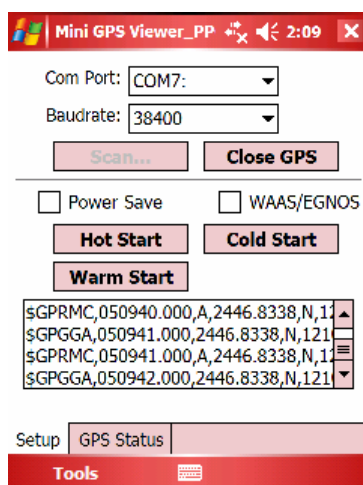 Mini GPS Viewer_PP 2:09
Com Port: COM7:
Baudrate: 38400
Scan... Close GPS
Power Save WAAS/EGNOS
Hot Start Cold Start
Warm Start
$GPRMC,050940.000,A,2446.8338,N,12
$GPGGA,050941.000,2446.8338,N,121
$GPRMC,050941.000,A,2446.8338,N,12
$GPGGA,050942.000,2446.8338,N,121
Setup GPS Status
Tools